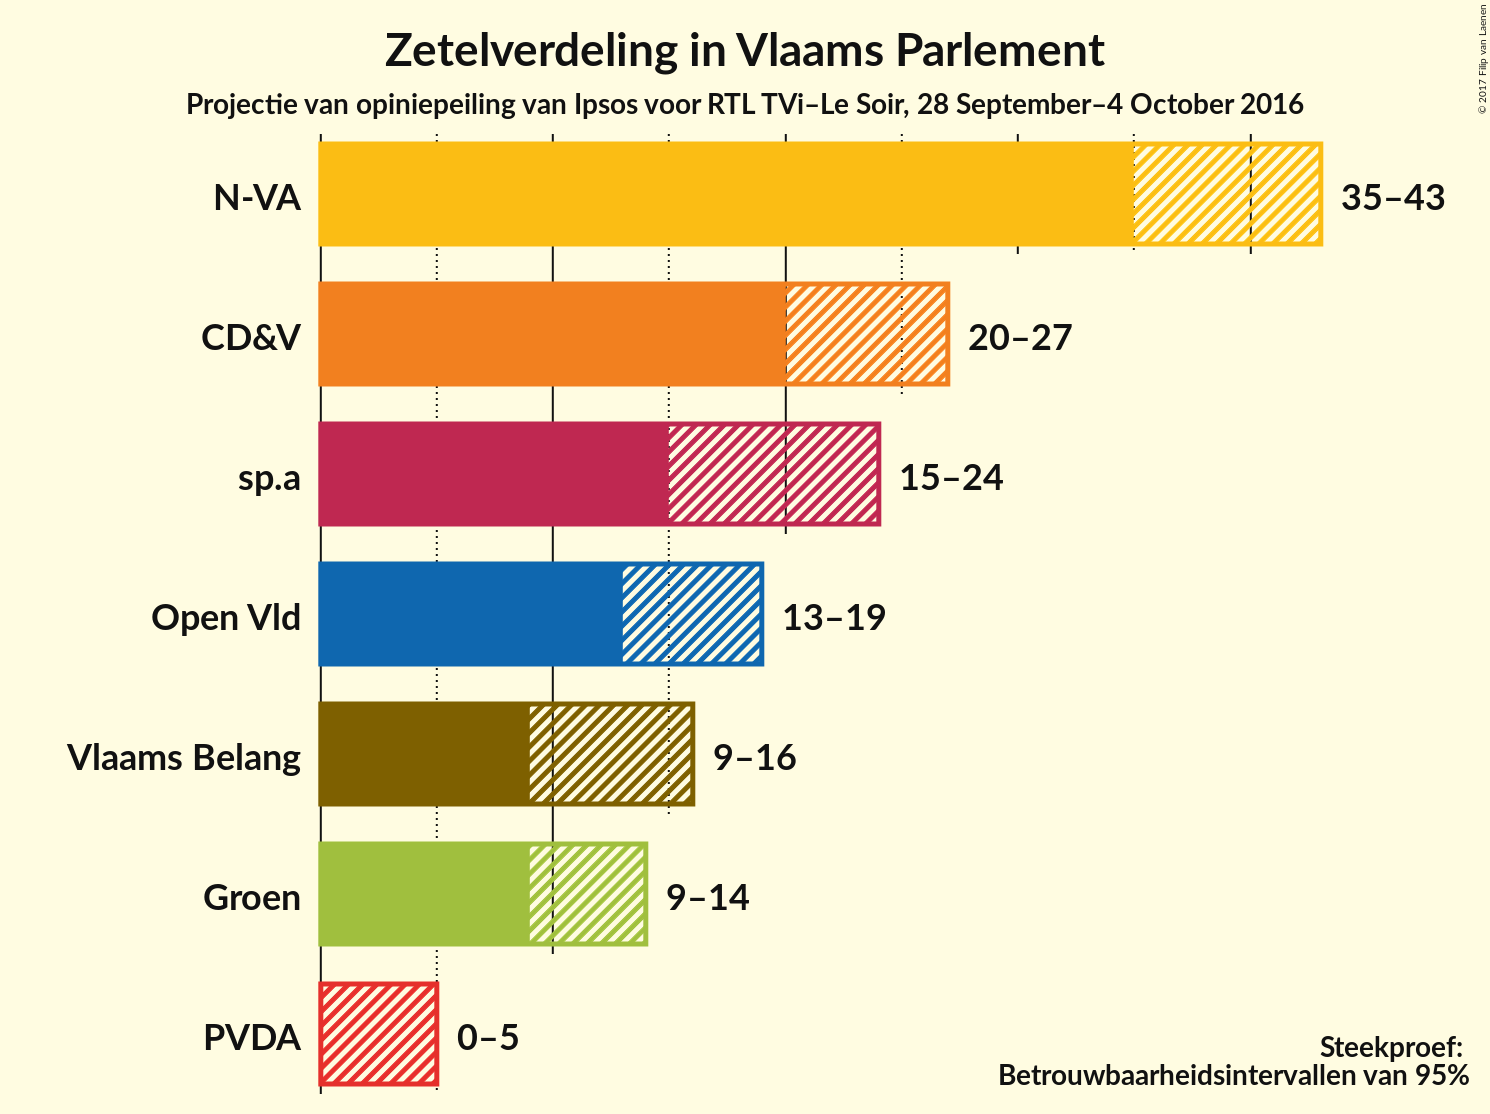 Zetelverdeling in Vlaams Parlement
Projectie van opiniepeiling van Ipsos voor RTL TVi–Le Soir, 28 September–4 October 2016
© 2017 Filip van Laenen
N-VA 35–43
CD&V 20–27
sp.a 15–24
Open Vld 13–19
Vlaams Belang 9–16
Groen 9–14
PVDA 0–5
Steekproef:
Betrouwbaarheidsintervallen van 95%